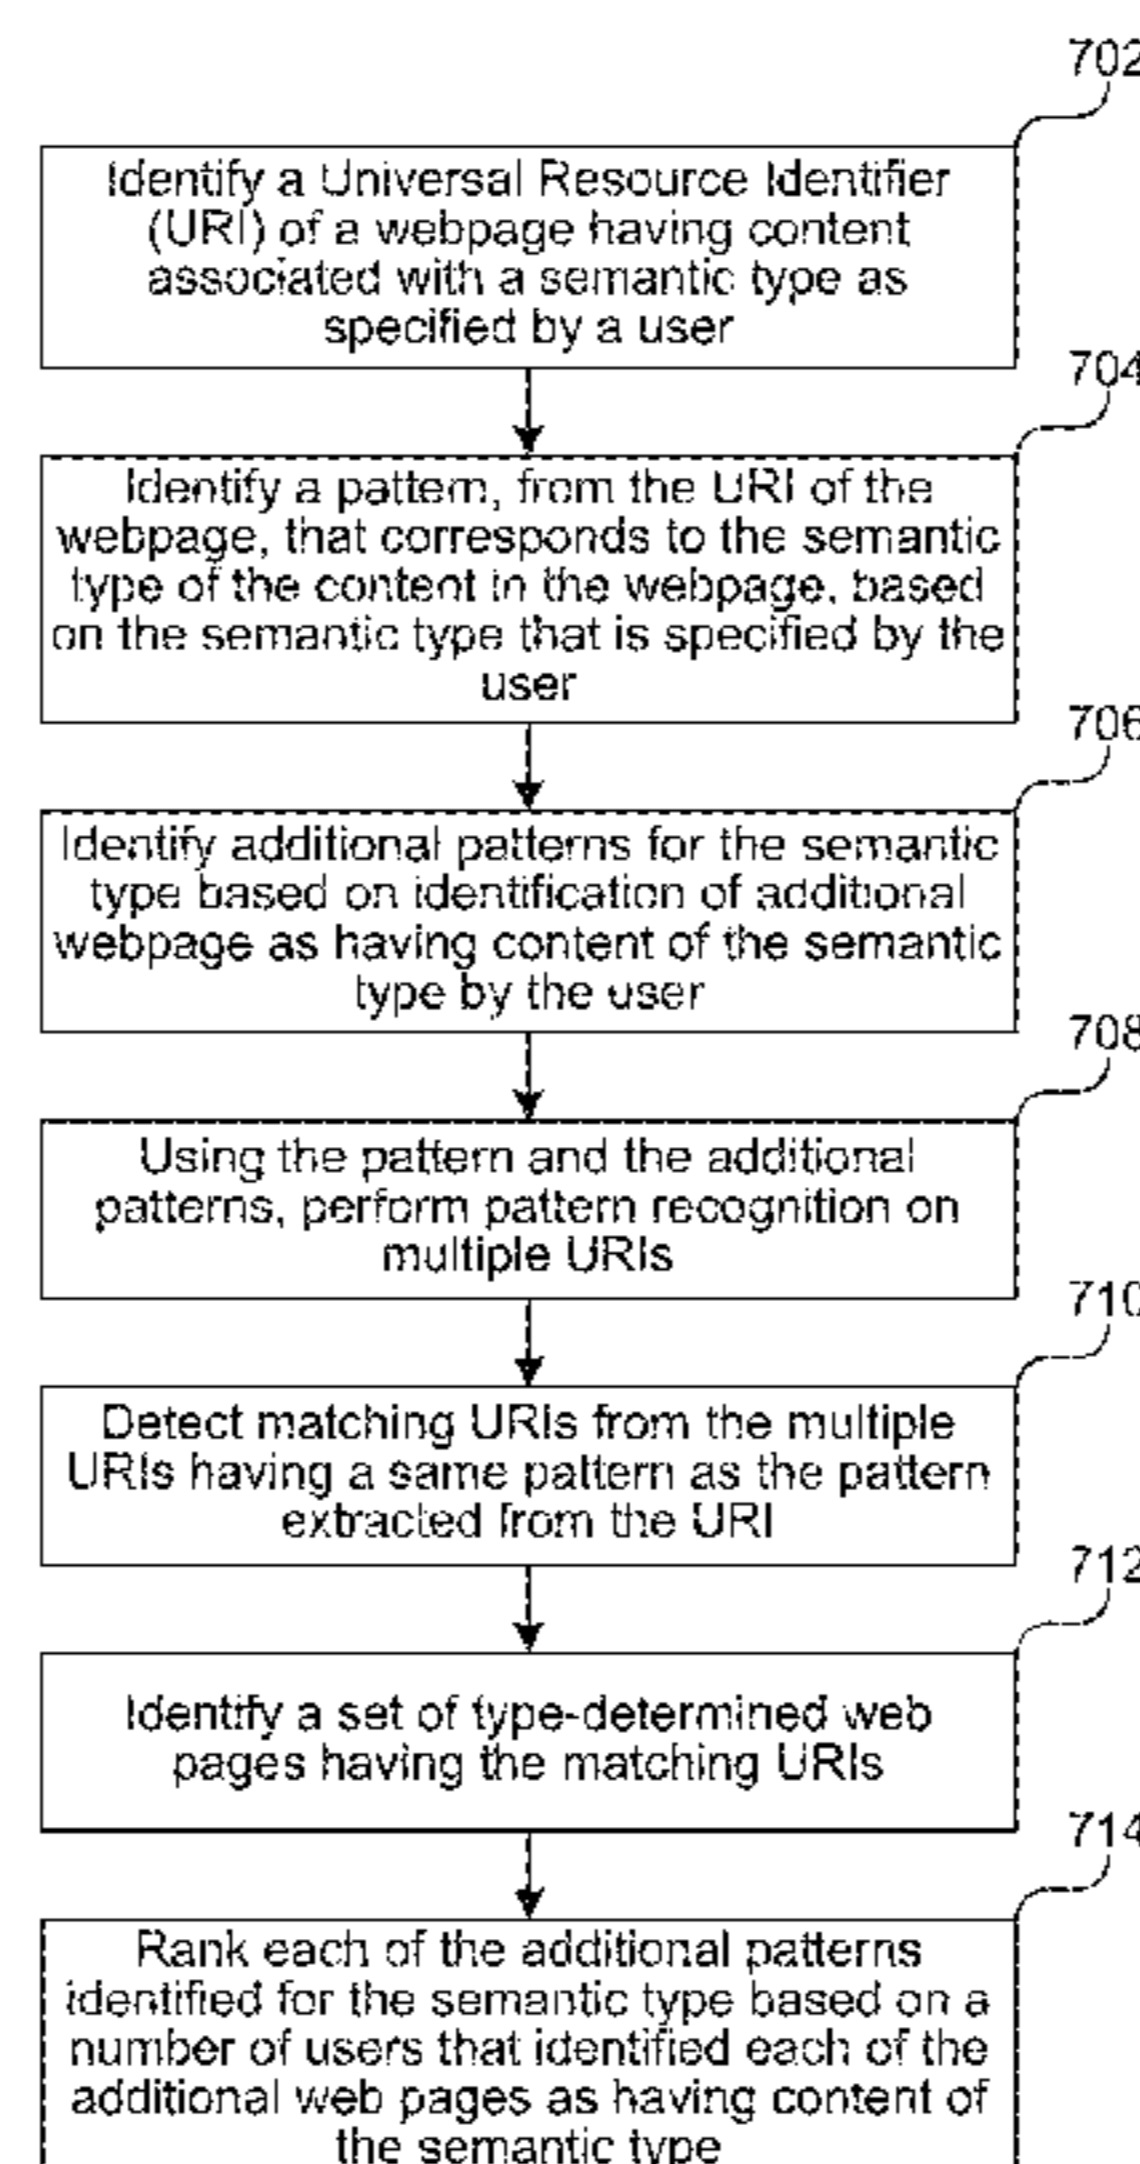 702
Identify a Universal Resource Identifier
(URI) of a webpage having content
associated with a semantic type as
specified by a user
704
Identify a pattern, from the URI of the
webpage, that corresponds to the semantic
type of the content in the webpage, based
on the semantic type that is specified by the
user
706
Identify additional patterns for the semantic
type based on identification of additional
webpage as having content of the semantic
type by the user
708
Using the pattern and the additional
patterns, perform pattern recognition on
multiple URIs
710
Detect matching URIs from the multiple
URIs having a same pattern as the pattern
extracted from the URI
712
Identify a set of type-determined web
pages having the matching URIs
714
Rank each of the additional patterns
identified for the semantic type based on a
number of users that identified each of the
additional web pages as having content of
the semantic type